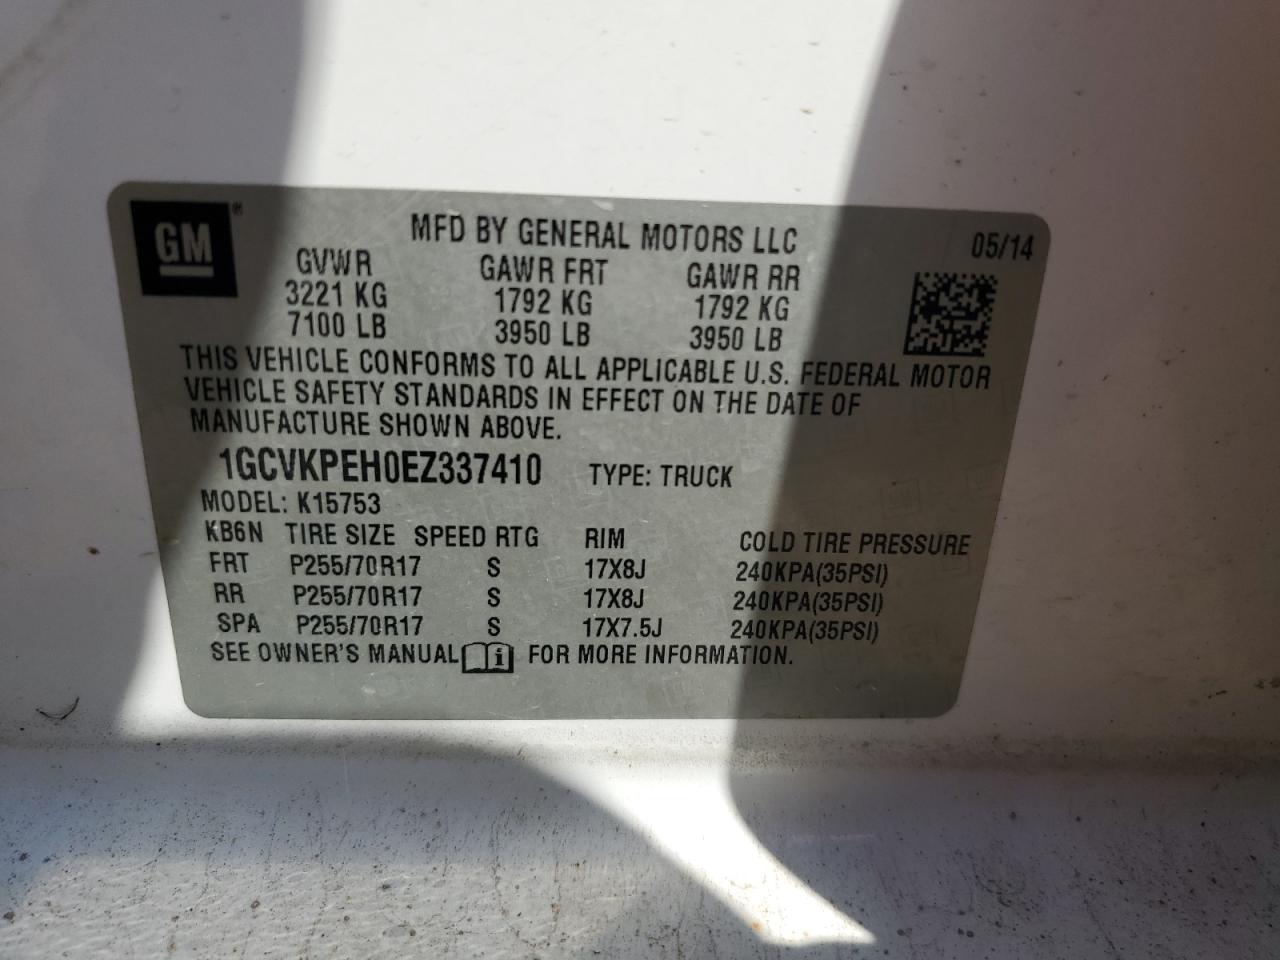 GM®
MFD BY GENERAL MOTORS LLC 05/14
GVWR GAWR FRT GAWR RR
3221 KG 1792 KG 1792 KG
7100 LB 3950 LB 3950 LB
THIS VEHICLE CONFORMS TO ALL APPLICABLE U.S. FEDERAL MOTOR
VEHICLE SAFETY STANDARDS IN EFFECT ON THE DATE OF
MANUFACTURE SHOWN ABOVE.
1GCVKPEH0EZ337410 TYPE: TRUCK
MODEL: K15753
KB6N TIRE SIZE SPEED RTG RIM COLD TIRE PRESSURE
FRT P255/70R17 S 17X8J 240KPA(35PSI)
RR P255/70R17 S 17X8J 240KPA(35PSI)
SPA P255/70R17 S 17X7.5J 240KPA(35PSI)
SEE OWNER'S MANUAL i FOR MORE INFORMATION.